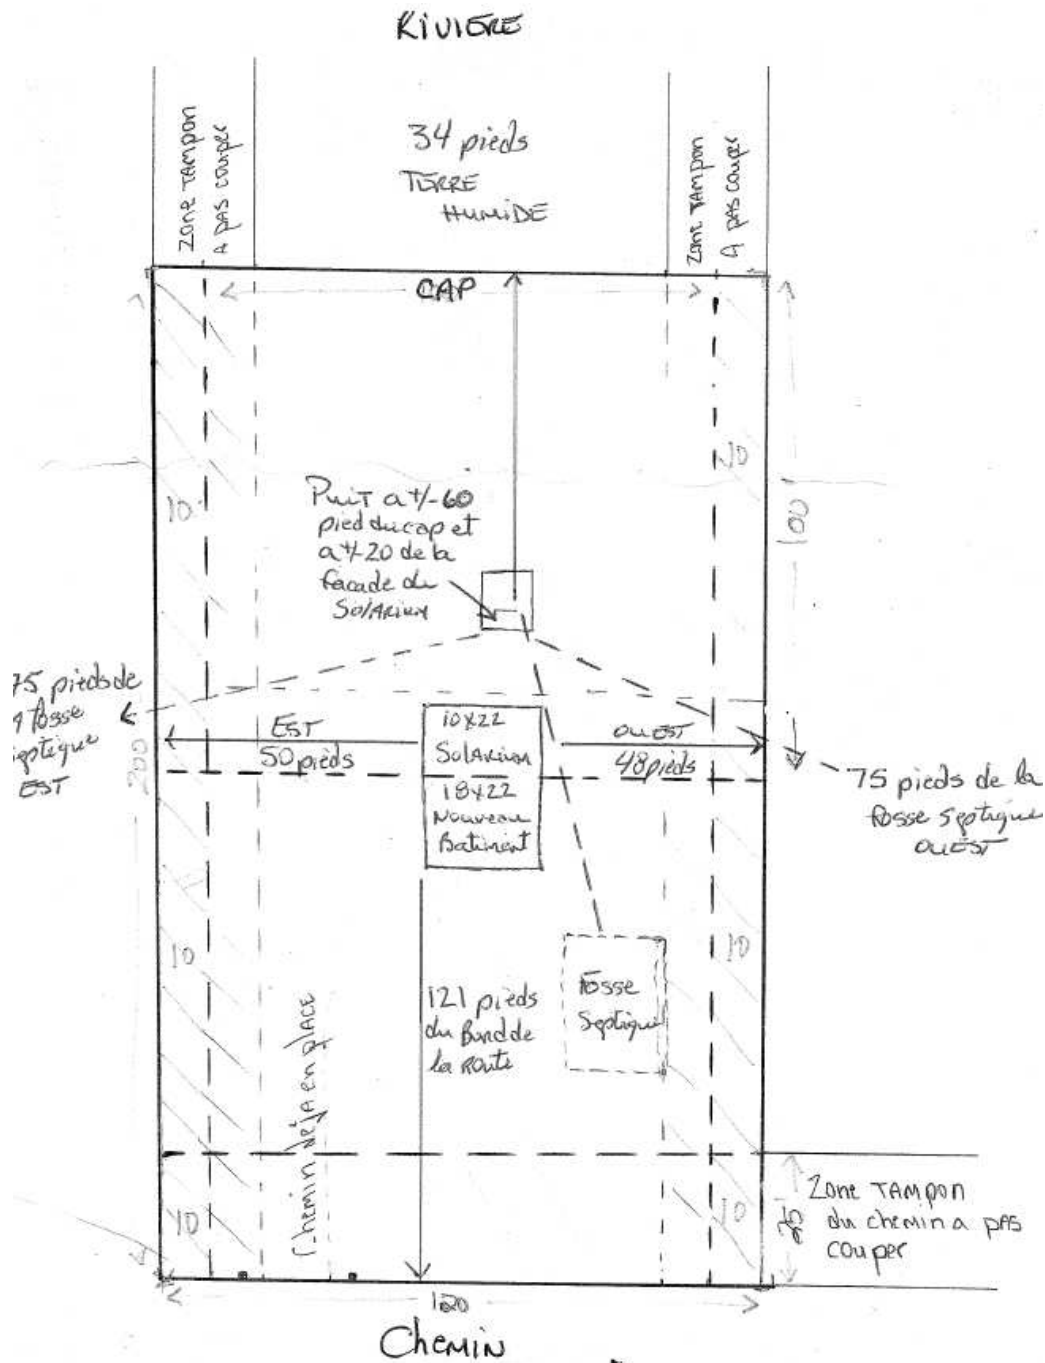 RIVIERE
34 pieds
TERRE
HUMIDE
Zone TAMPON
A pas couper
Zone TAMPON
A pas couper
CAP
10
10
100'
Puit a +/-60
pied du cap et
a +/-20 de la
facade du
SolArium
75 pieds de
fosse
septique
EST
200
EST
50 pieds
10x22
SolArium
18x22
Nouveau
Batiment
OUEST
48 pieds
75 pieds de la
fosse septique
OUEST
10
10
121 pieds
du Bord de
la Route
Fosse
Septique
Chemin déjA en plACE
10
10
25'
Zone TAMPON
du chemin a pas
couper
120
Chemin